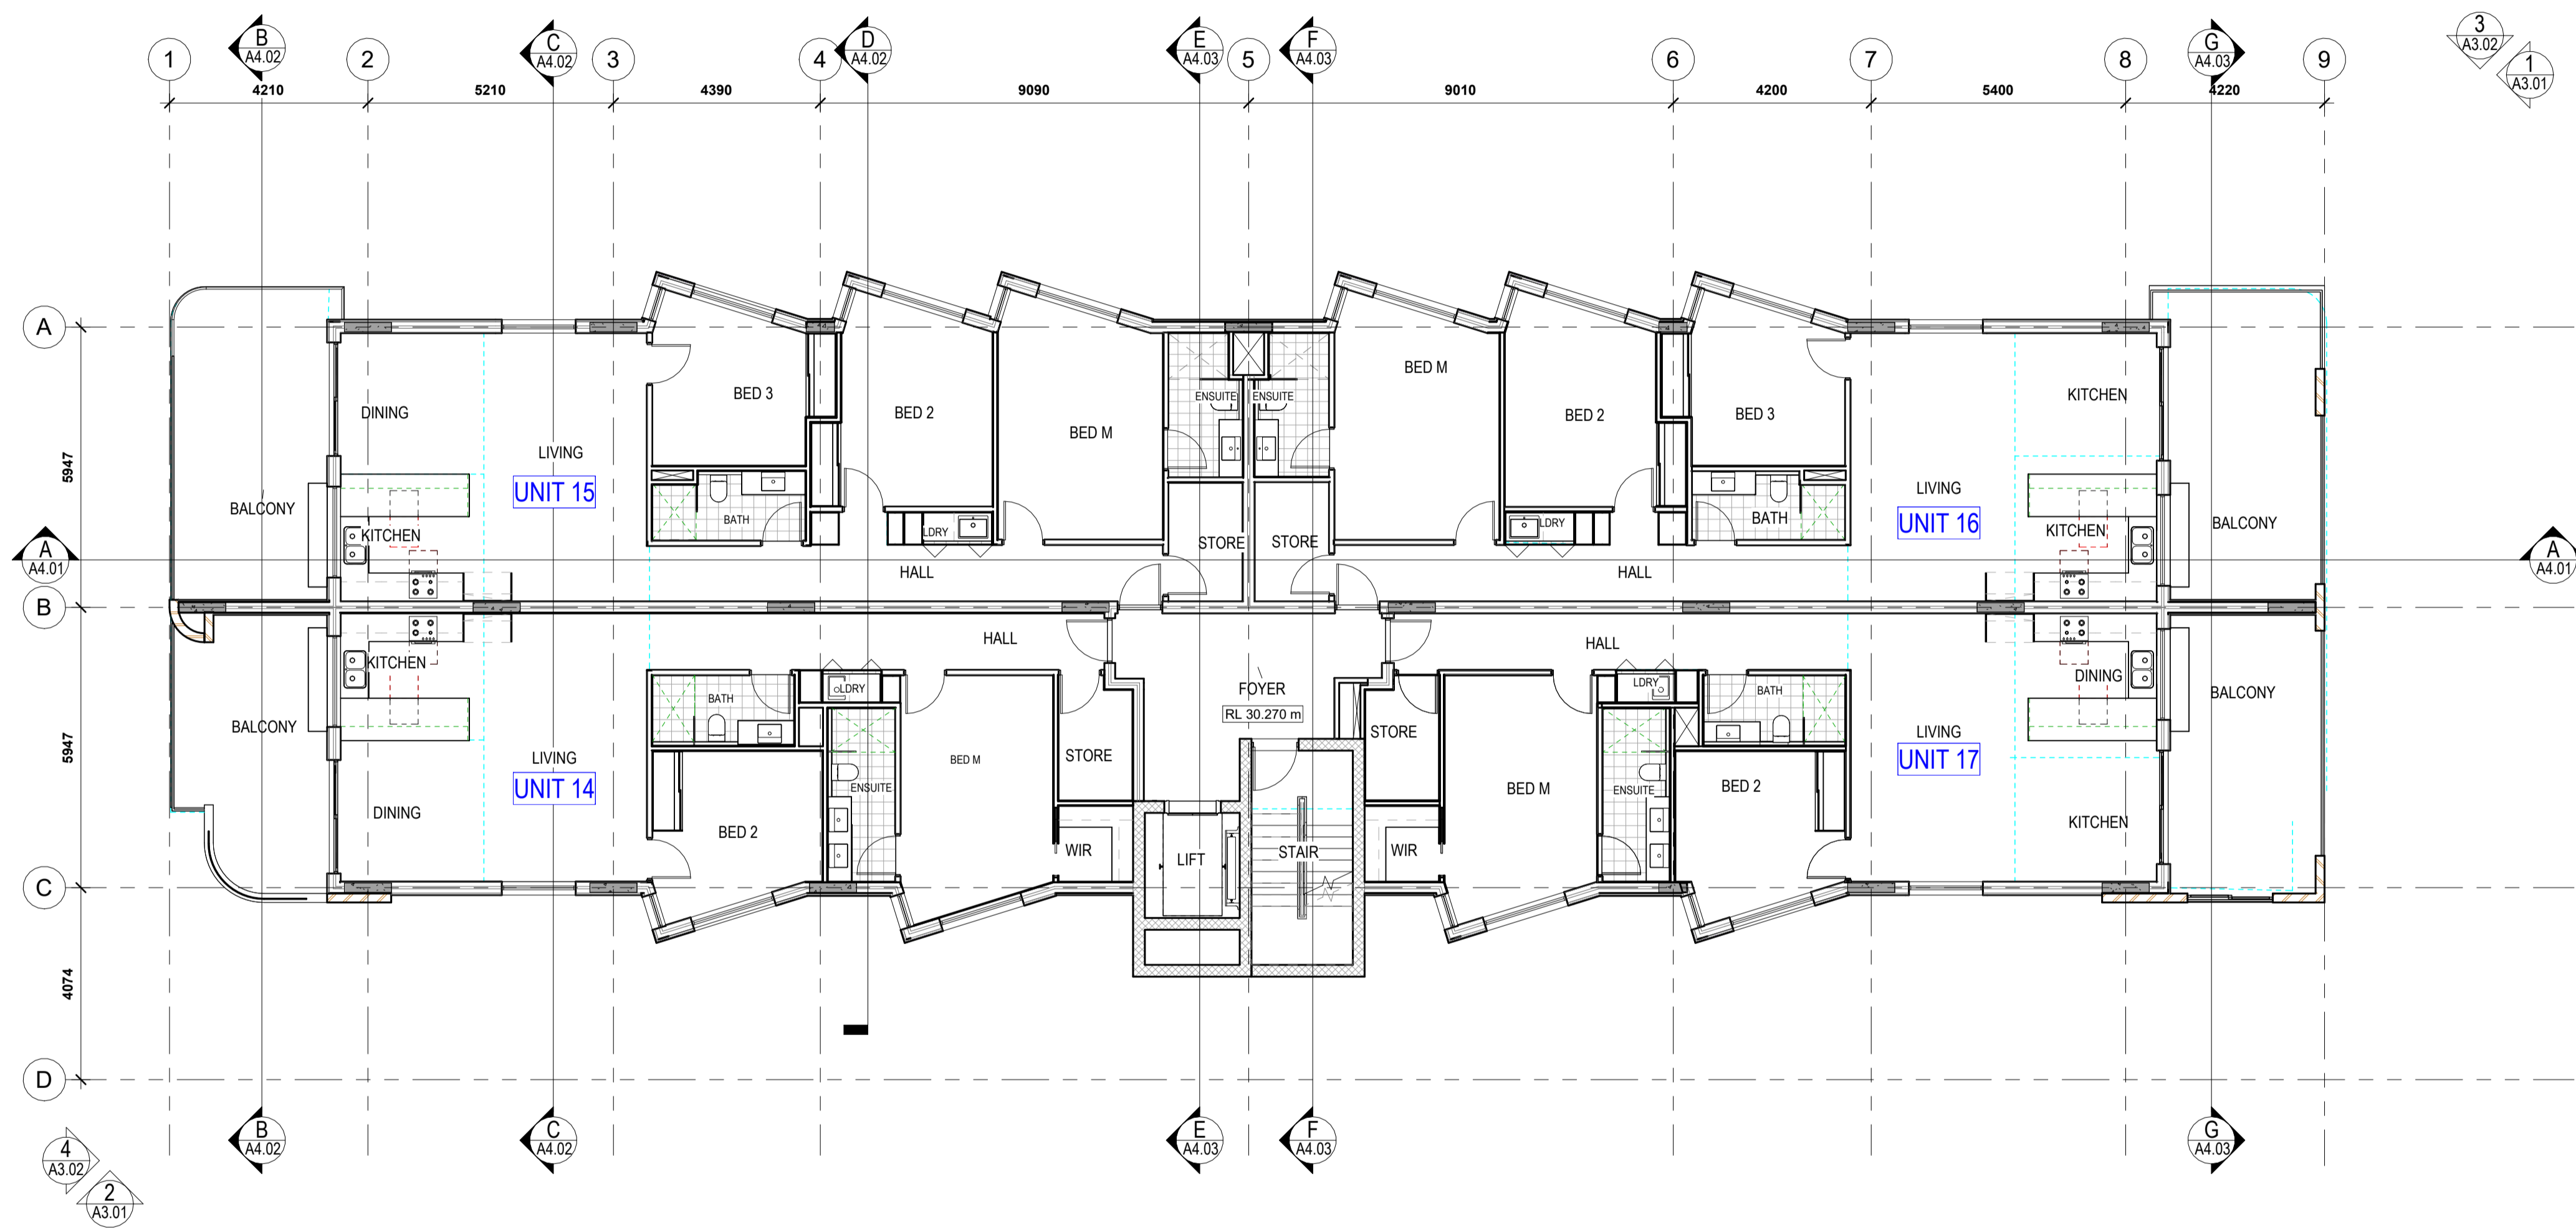 B
A4.02
C
A4.02
D
A4.02
E
A4.03
F
A4.03
G
A4.03
3
A3.02
1
A3.01
1
2
3
4
5
6
7
8
9
4210
5210
4390
9090
9010
4200
5400
4220
A
5947
DINING
BED 3
BED 2
BED M
ENSUITE
ENSUITE
BED M
BED 2
BED 3
KITCHEN
LIVING
UNIT 15
LIVING
UNIT 16
BALCONY
KITCHEN
BATH
LDRY
STORE
STORE
LDRY
BATH
KITCHEN
BALCONY
A
A4.01
HALL
HALL
A
A4.01
B
5947
HALL
HALL
KITCHEN
BATH
LDRY
FOYER
RL 30.270 m
LDRY
BATH
DINING
BALCONY
BALCONY
LIVING
UNIT 14
BED M
STORE
STORE
BED M
LIVING
UNIT 17
ENSUITE
ENSUITE
BED 2
DINING
BED 2
KITCHEN
WIR
LIFT
STAIR
WIR
C
4074
D
B
A4.02
C
A4.02
E
A4.03
F
A4.03
G
A4.03
4
A3.02
2
A3.01